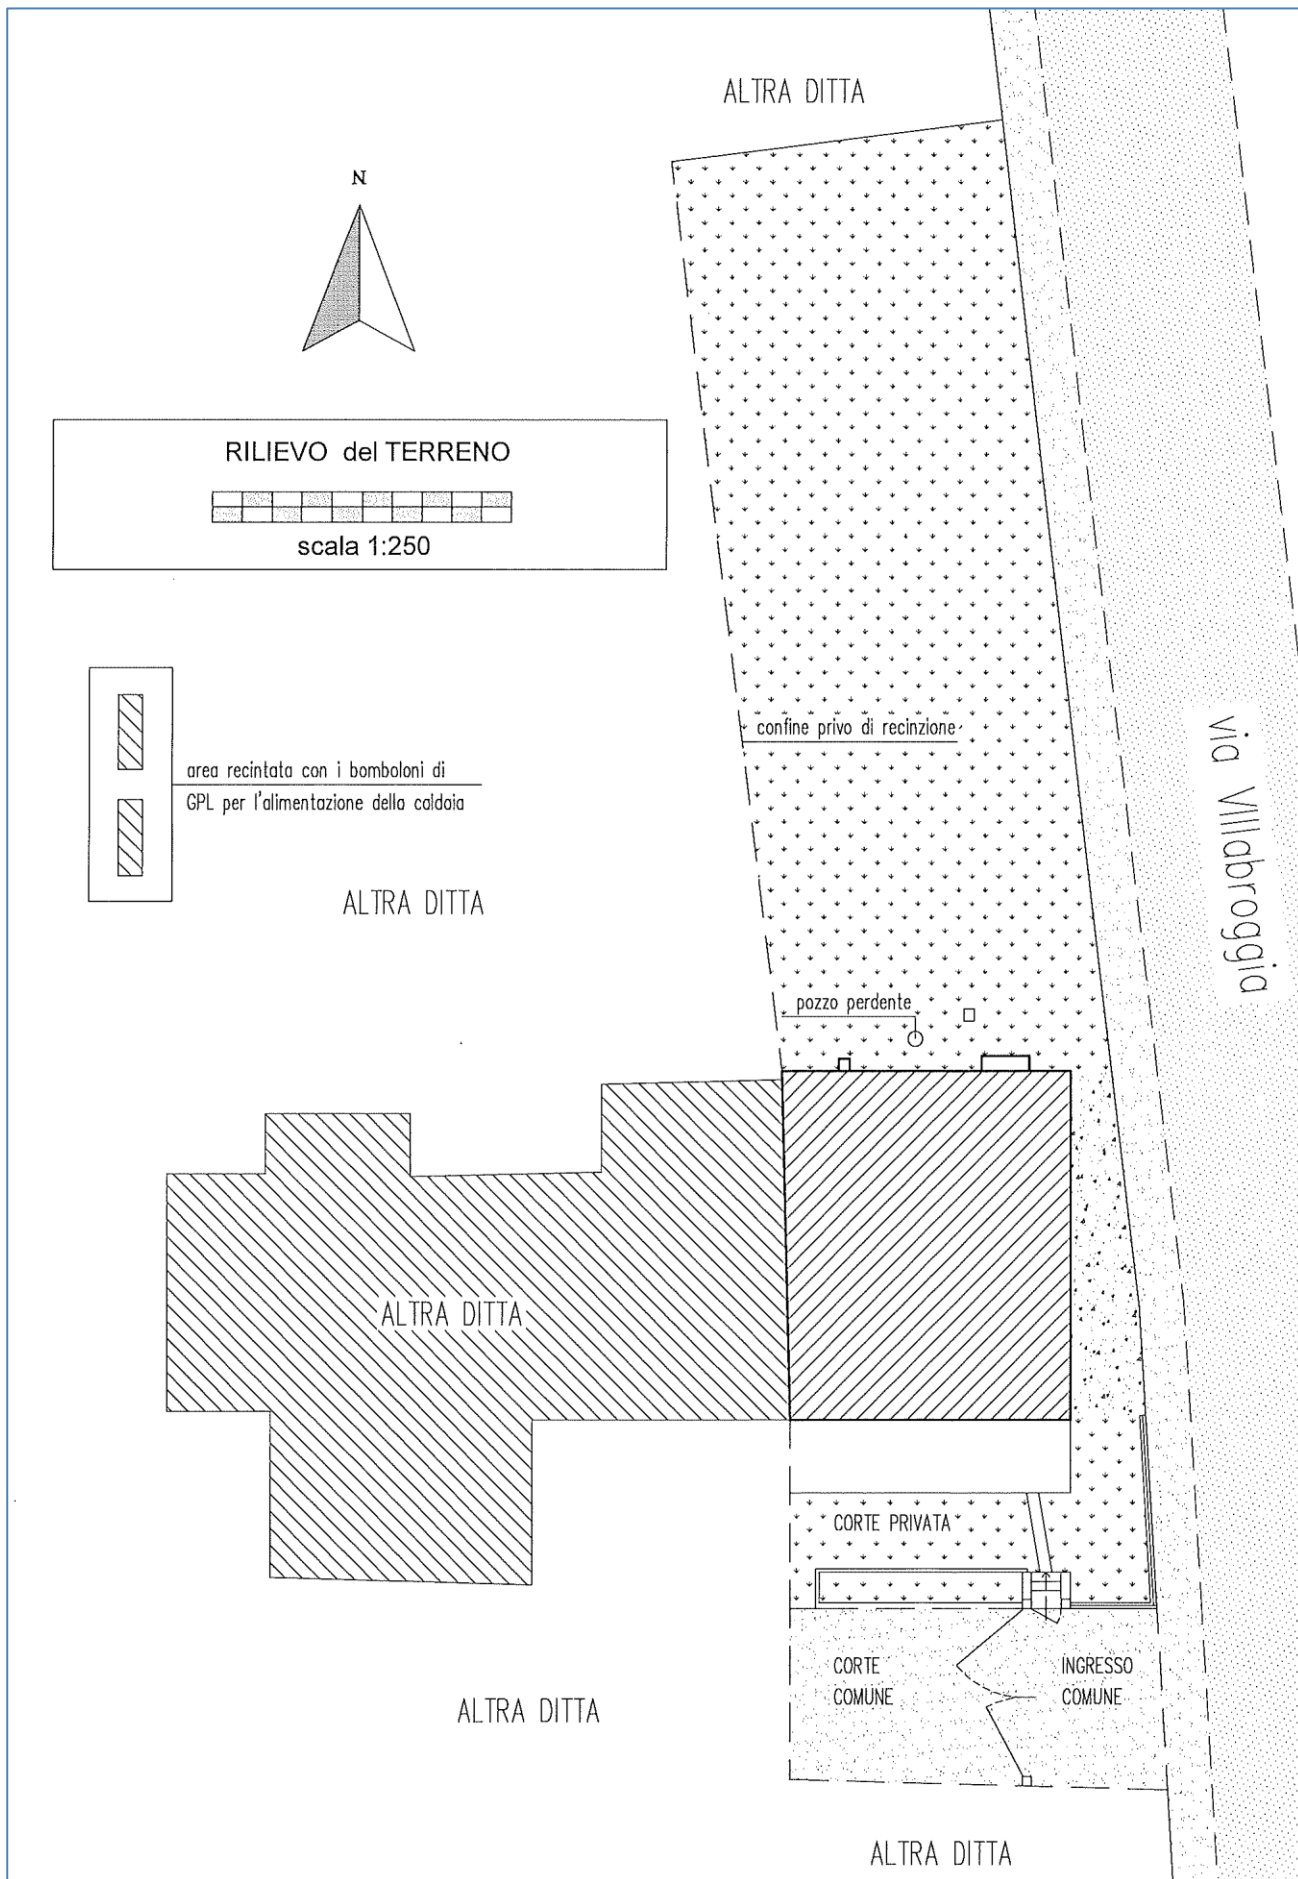 ALTRA DITTA
N
RILIEVO del TERRENO
scala 1:250
confine privo di recinzione
via VIllabroggia
area recintata con i bomboloni di
GPL per l'alimentazione della caldaia
ALTRA DITTA
pozzo perdente
ALTRA DITTA
CORTE PRIVATA
CORTE
COMUNE
INGRESSO
COMUNE
ALTRA DITTA
ALTRA DITTA